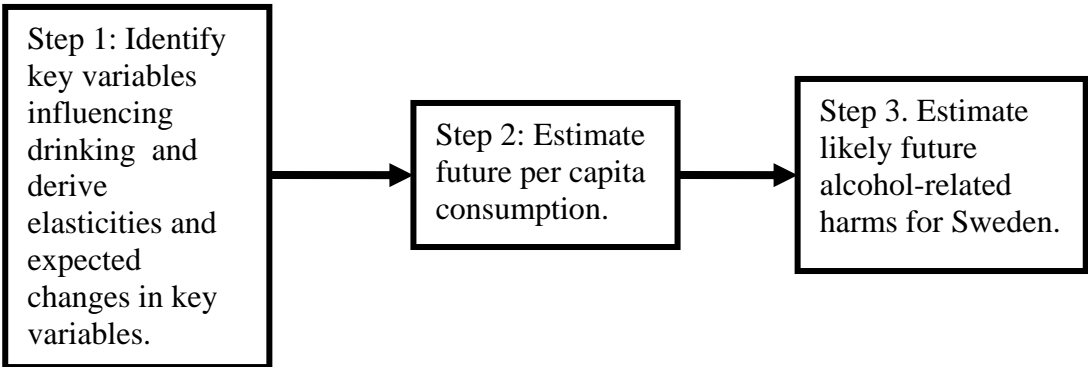 Step 1: Identify
key variables
influencing
drinking  and
derive
elasticities and
expected
changes in key
variables.
Step 2: Estimate
future per capita
consumption.
Step 3. Estimate
likely future
alcohol-related
harms for Sweden.